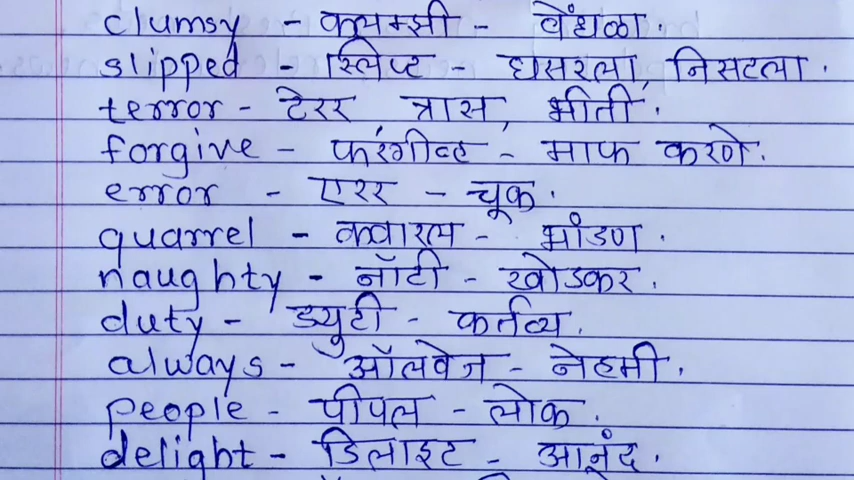 clumsy - क्लम्झी - वेंधळा.
slipped - स्लिप्ट - घसरला, निसटला.
terror - टेरर त्रास, भीती.
forgive - फरगीव्ह - माफ करणे.
error - एरर - चूक.
quarrel - क्वारल - भांडण.
naughty - नॉटी - खोडकर.
duty - ड्युटी - कर्तव्य.
always - ऑलवेज - नेहमी.
people - पीपल - लोक.
delight - डिलाइट - आनंद.